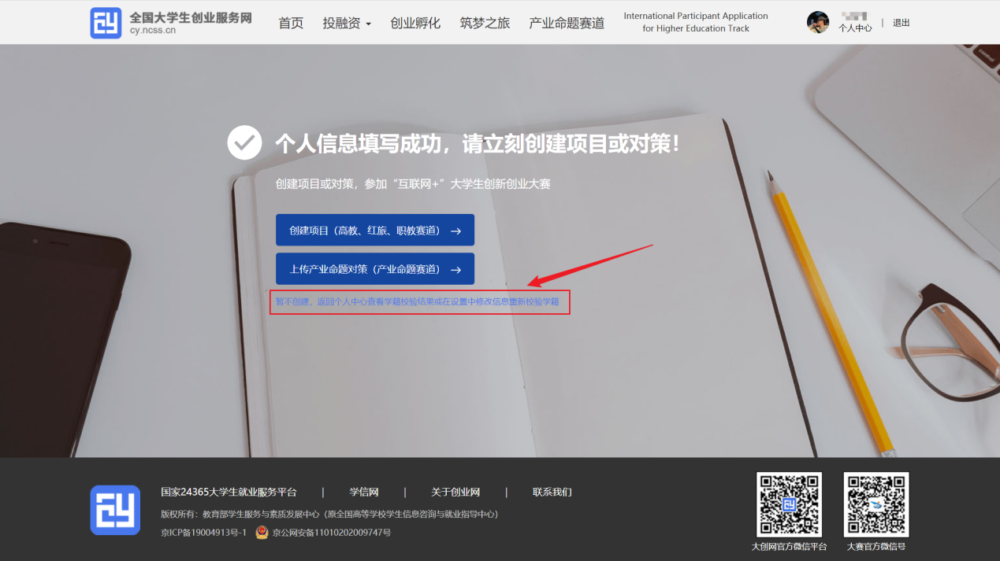 全国大学生创业服务网
cy.ncss.cn
首页
投融资
创业孵化
筑梦之旅
产业命题赛道
International Participant Application
for Higher Education Track
个人中心 | 退出
个人信息填写成功，请立刻创建项目或对策！
创建项目或对策，参加“互联网+”大学生创新创业大赛
创建项目（高教、红旅、职教赛道） →
上传产业命题对策（产业命题赛道） →
暂不创建，返回个人中心查看学籍校验结果或在设置中修改信息重新校验学籍
control
国家24365大学生就业服务平台 | 学信网 | 关于创业网 | 联系我们
版权所有：教育部学生服务与素质发展中心（原全国高等学校学生信息咨询与就业指导中心）
京ICP备19004913号-1 京公网安备11010202009747号
大创网官方微信平台
大赛官方微信号